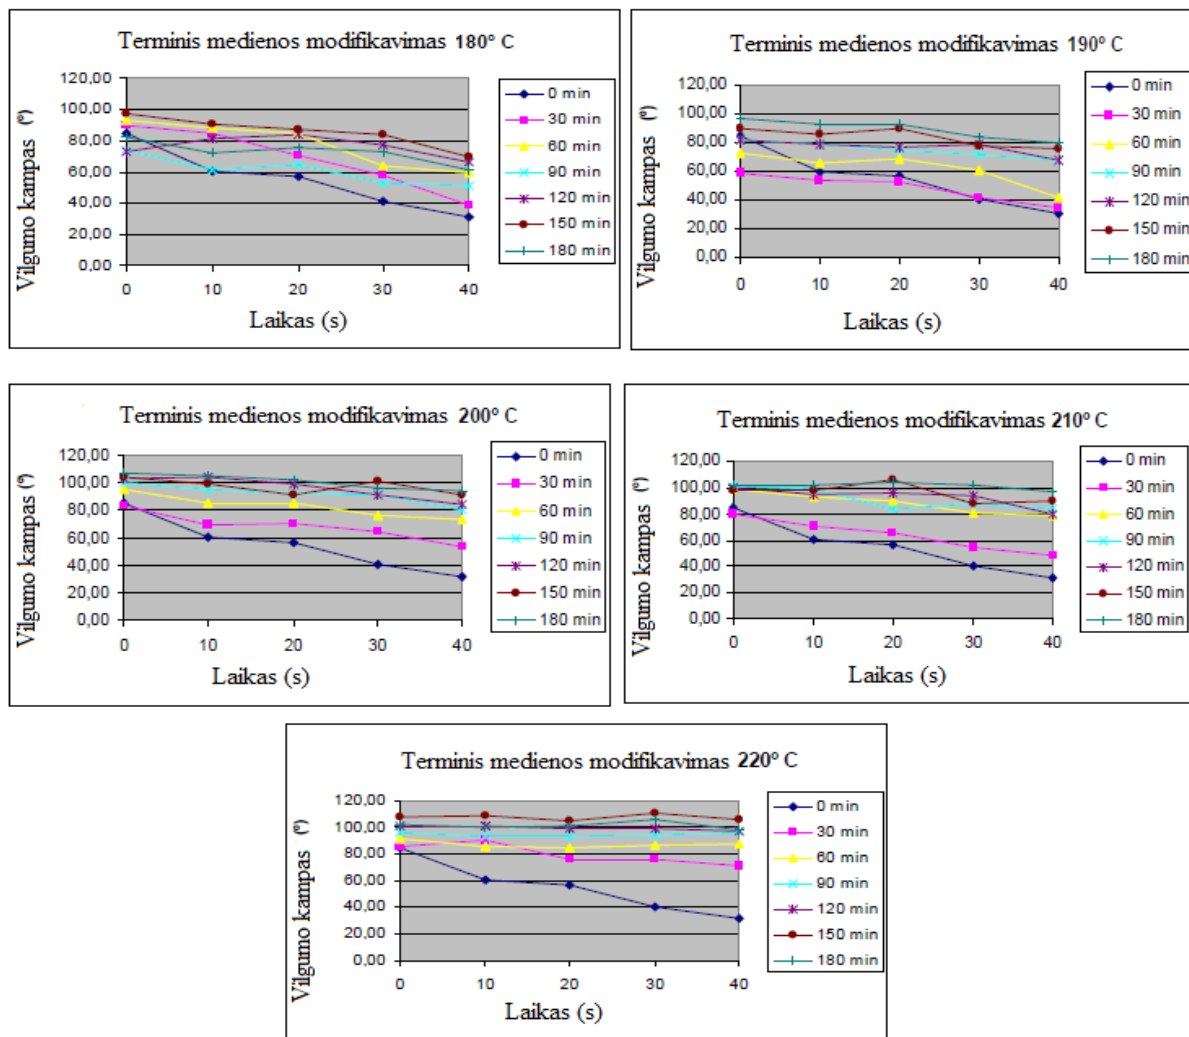 Terminis medienos modifikavimas 180º C
Vilgumo kampas (º)
120,00
100,00
80,00
60,00
40,00
20,00
0,00
0 10 20 30 40
Laikas (s)
0 min
30 min
60 min
90 min
120 min
150 min
180 min
Terminis medienos modifikavimas 190º C
Vilgumo kampas (º)
120,00
100,00
80,00
60,00
40,00
20,00
0,00
0 10 20 30 40
Laikas (s)
0 min
30 min
60 min
90 min
120 min
150 min
180 min
Terminis medienos modifikavimas 200º C
Vilgumo kampas (º)
120,00
100,00
80,00
60,00
40,00
20,00
0,00
0 10 20 30 40
Laikas (s)
0 min
30 min
60 min
90 min
120 min
150 min
180 min
Terminis medienos modifikavimas 210º C
Vilgumo kampas (º)
120,00
100,00
80,00
60,00
40,00
20,00
0,00
0 10 20 30 40
Laikas (s)
0 min
30 min
60 min
90 min
120 min
150 min
180 min
Terminis medienos modifikavimas 220º C
Vilgumo kampas (º)
120,00
100,00
80,00
60,00
40,00
20,00
0,00
0 10 20 30 40
Laikas (s)
0 min
30 min
60 min
90 min
120 min
150 min
180 min